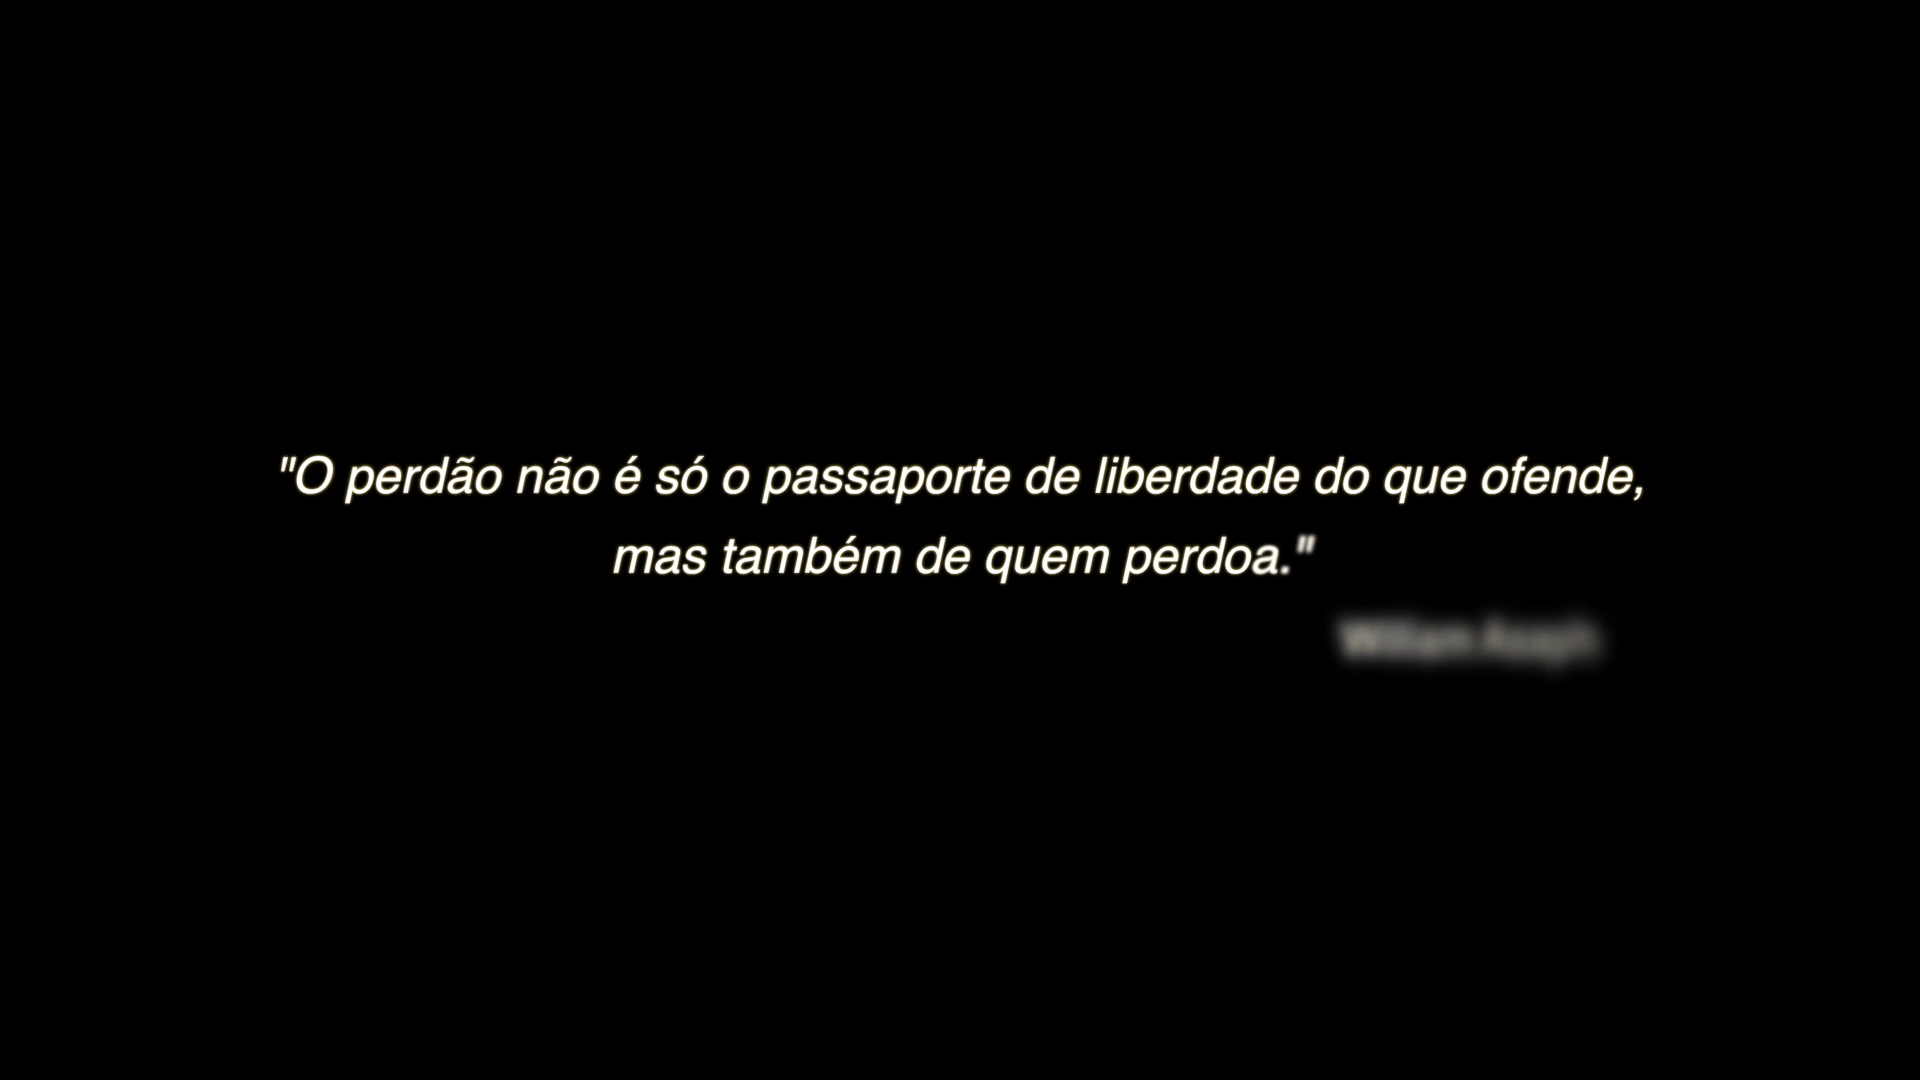 "O perdão não é só o passaporte de liberdade do que ofende,
mas também de quem perdoa."